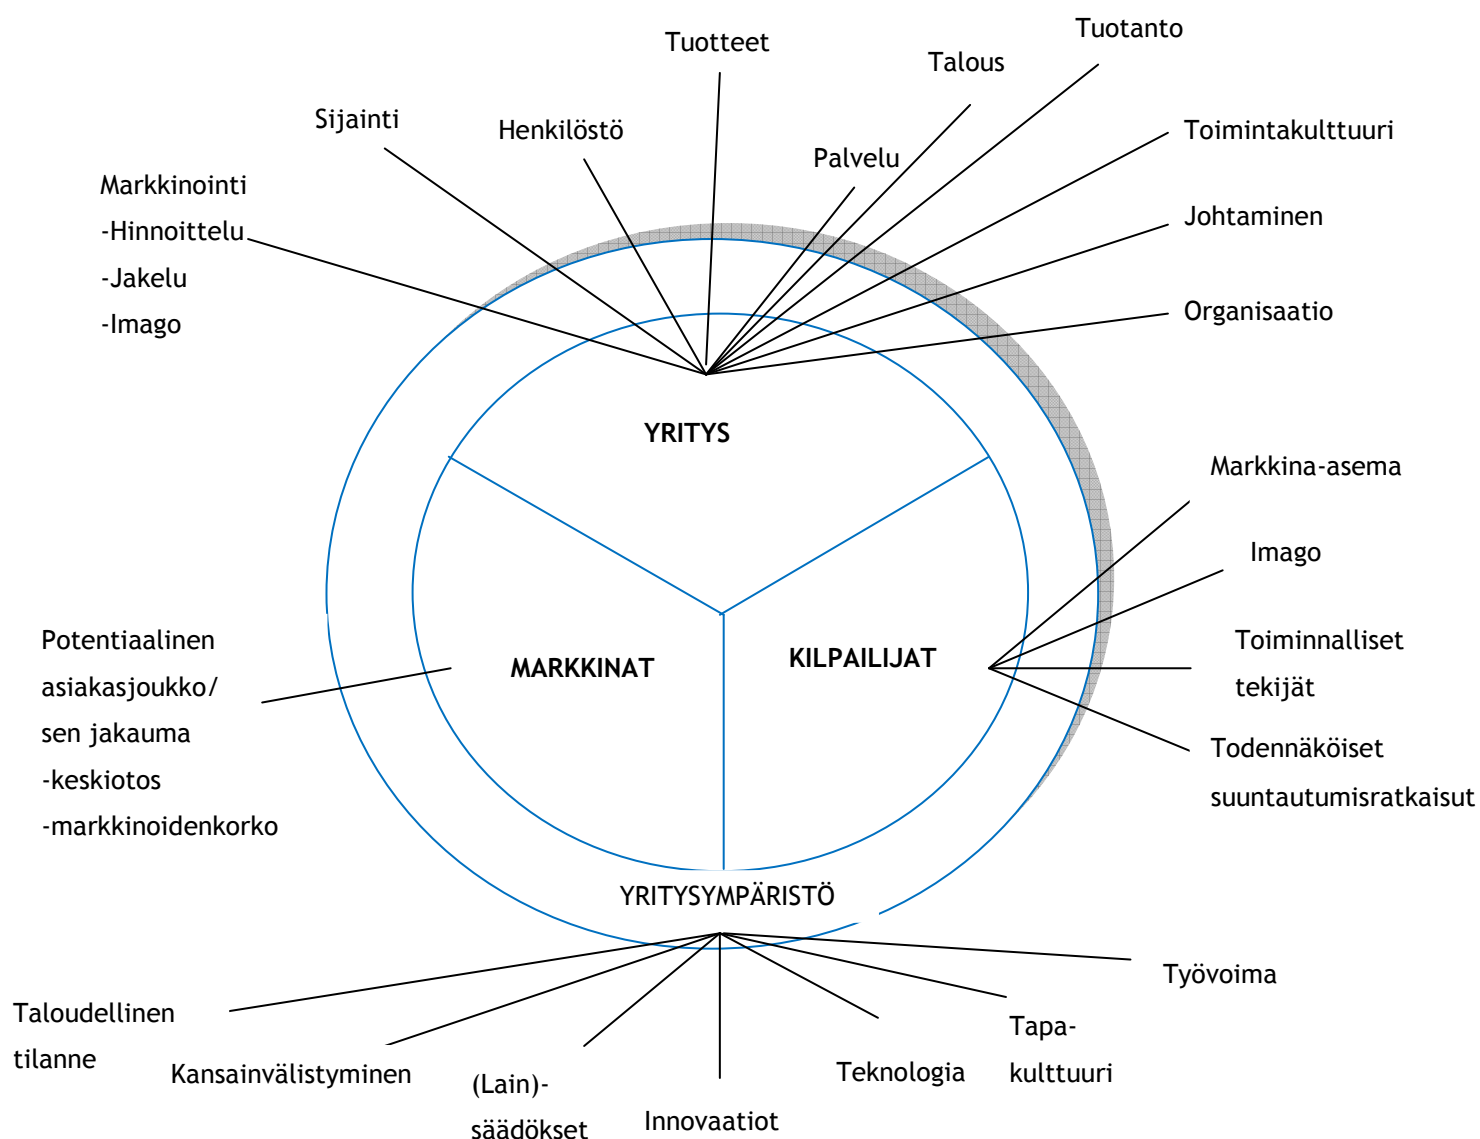 Tuotteet
Tuotanto
Talous
Sijainti
Henkilöstö
Toimintakulttuuri
Palvelu
Markkinointi
-Hinnoittelu
-Jakelu
-Imago
Johtaminen
Organisaatio
YRITYS
Markkina-asema
Imago
Toiminnalliset
tekijät
Todennäköiset
suuntautumisratkaisut
KILPAILIJAT
MARKKINAT
Potentiaalinen
asiakasjoukko/
sen jakauma
-keskiotos
-markkinoidenkorko
YRITYSYMPÄRISTÖ
Taloudellinen
tilanne
Kansainvälistyminen
(Lain)-
säädökset
Innovaatiot
Teknologia
Tapa-
kulttuuri
Työvoima